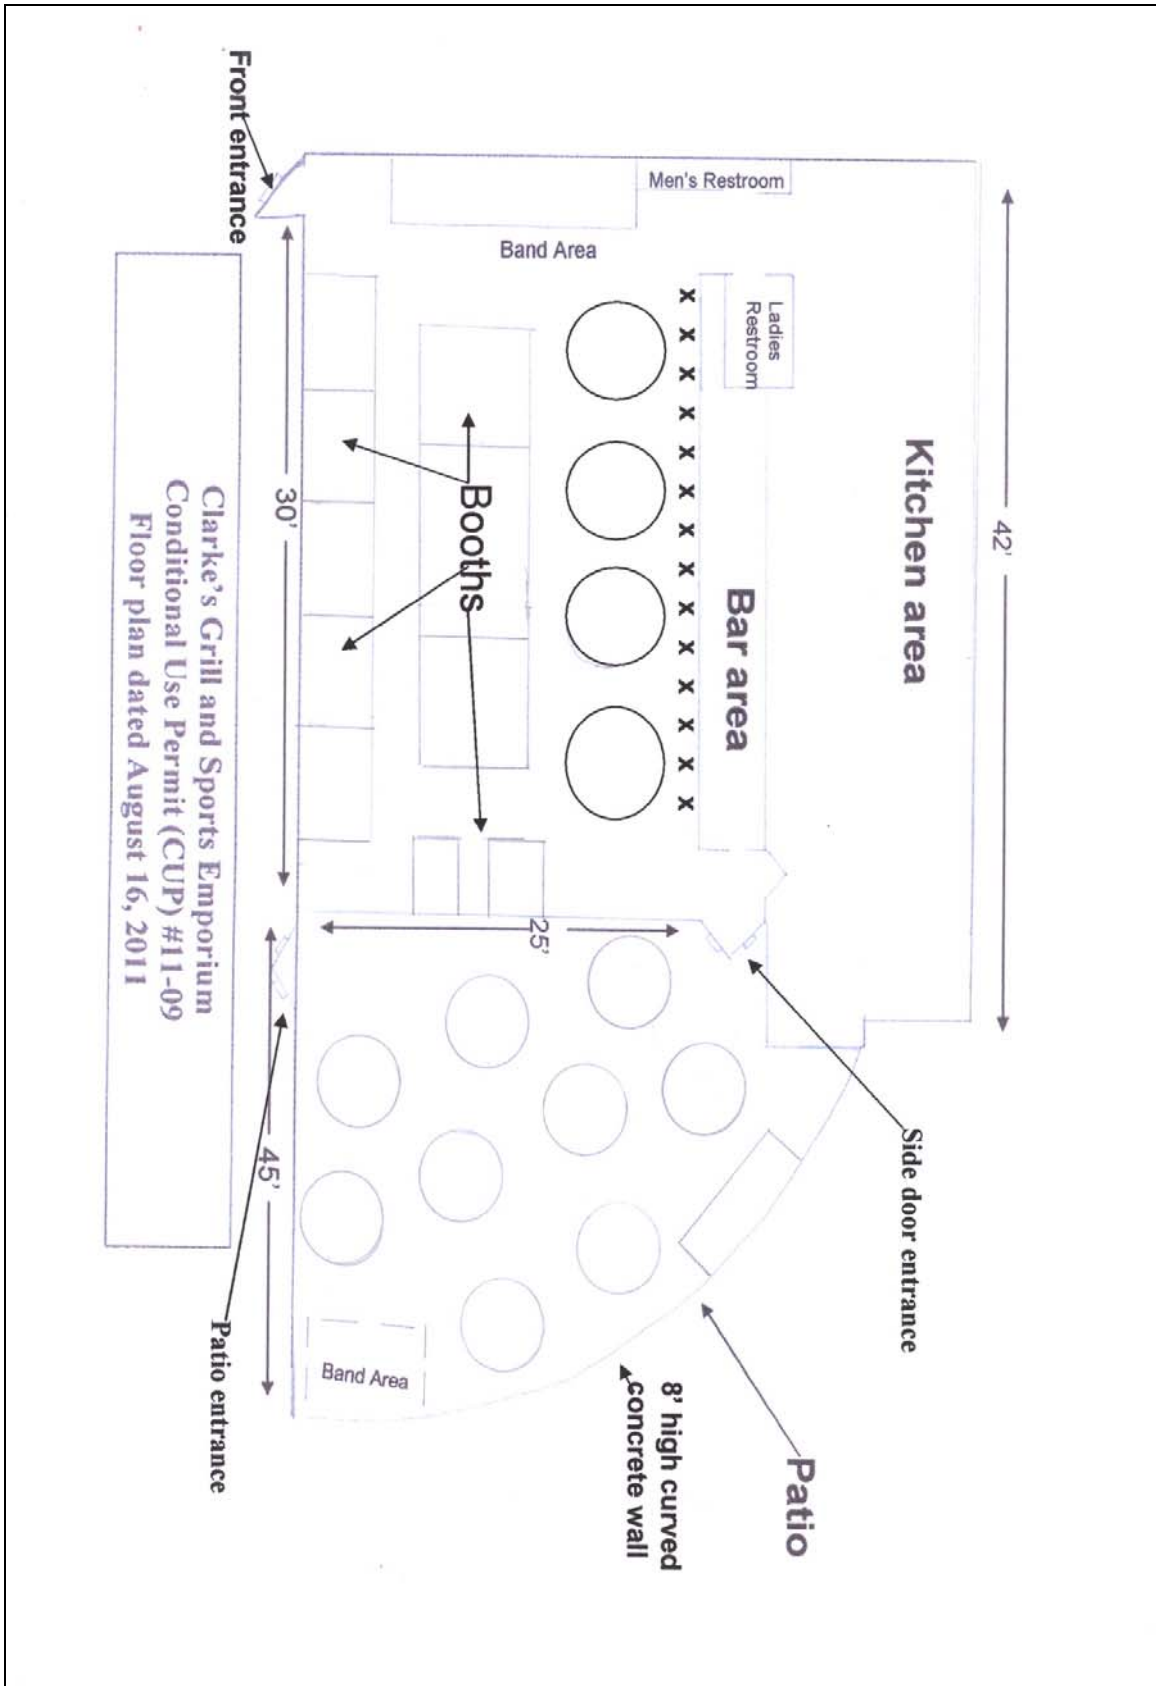 Front entrance
Men's Restroom
Band Area
Ladies
Restroom
Kitchen area
42'
X X X X X X X X X X X X X X
Bar area
Booths
30'
25'
Clarke's Grill and Sports Emporium
Conditional Use Permit (CUP) #11-09
Floor plan dated August 16, 2011
Side door entrance
45'
Patio entrance
Band Area
8' high curved
concrete wall
Patio